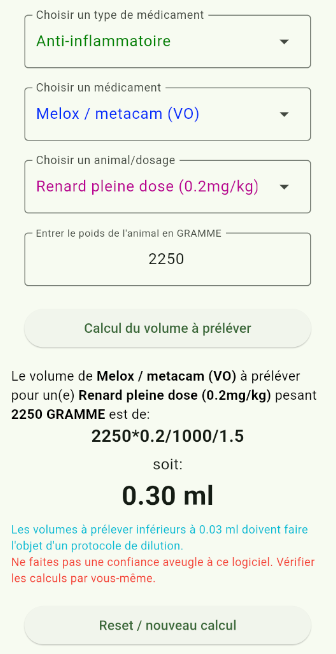 Choisir un type de médicament
Anti-inflammatoire
Choisir un médicament
Melox / metacam (VO)
Choisir un animal/dosage
Renard pleine dose (0.2mg/kg)
Entrer le poids de l'animal en GRAMME
2250
Calcul du volume à préléver
Le volume de Melox / metacam (VO) à préléver
pour un(e) Renard pleine dose (0.2mg/kg) pesant
2250 GRAMME est de:
2250*0.2/1000/1.5
soit:
0.30 ml
Les volumes à prélever inférieurs à 0.03 ml doivent faire
l'objet d'un protocole de dilution.
Ne faites pas une confiance aveugle à ce logiciel. Vérifier
les calculs par vous-même.
Reset / nouveau calcul